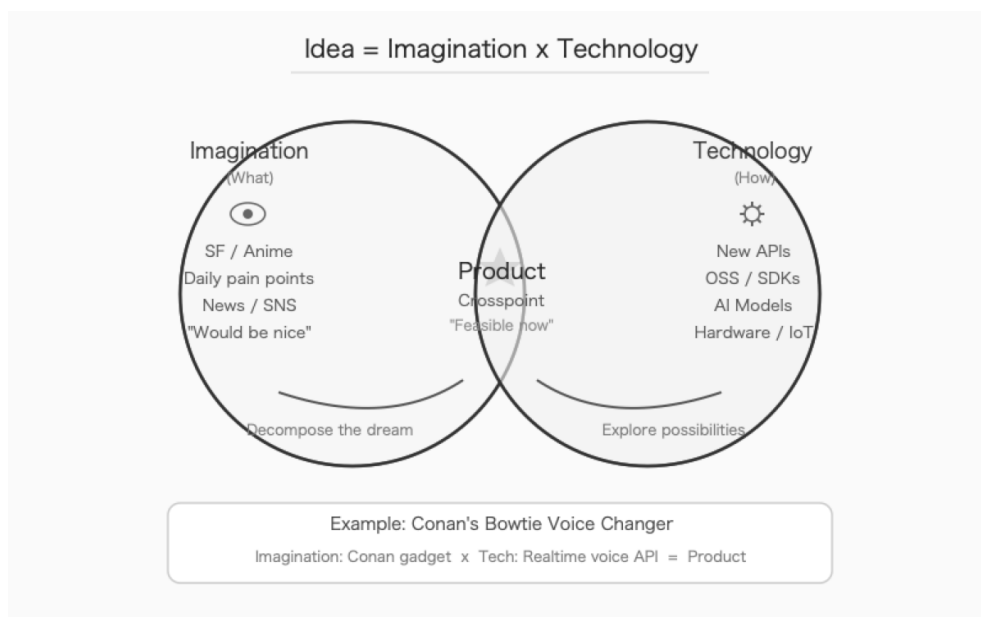 Idea = Imagination x Technology
Imagination
(What)
SF / Anime
Daily pain points
News / SNS
"Would be nice"
Decompose the dream
Product
Crosspoint
"Feasible now"
Technology
(How)
New APIs
OSS / SDKs
AI Models
Hardware / IoT
Explore possibilities
Example: Conan's Bowtie Voice Changer
Imagination: Conan gadget x Tech: Realtime voice API = Product